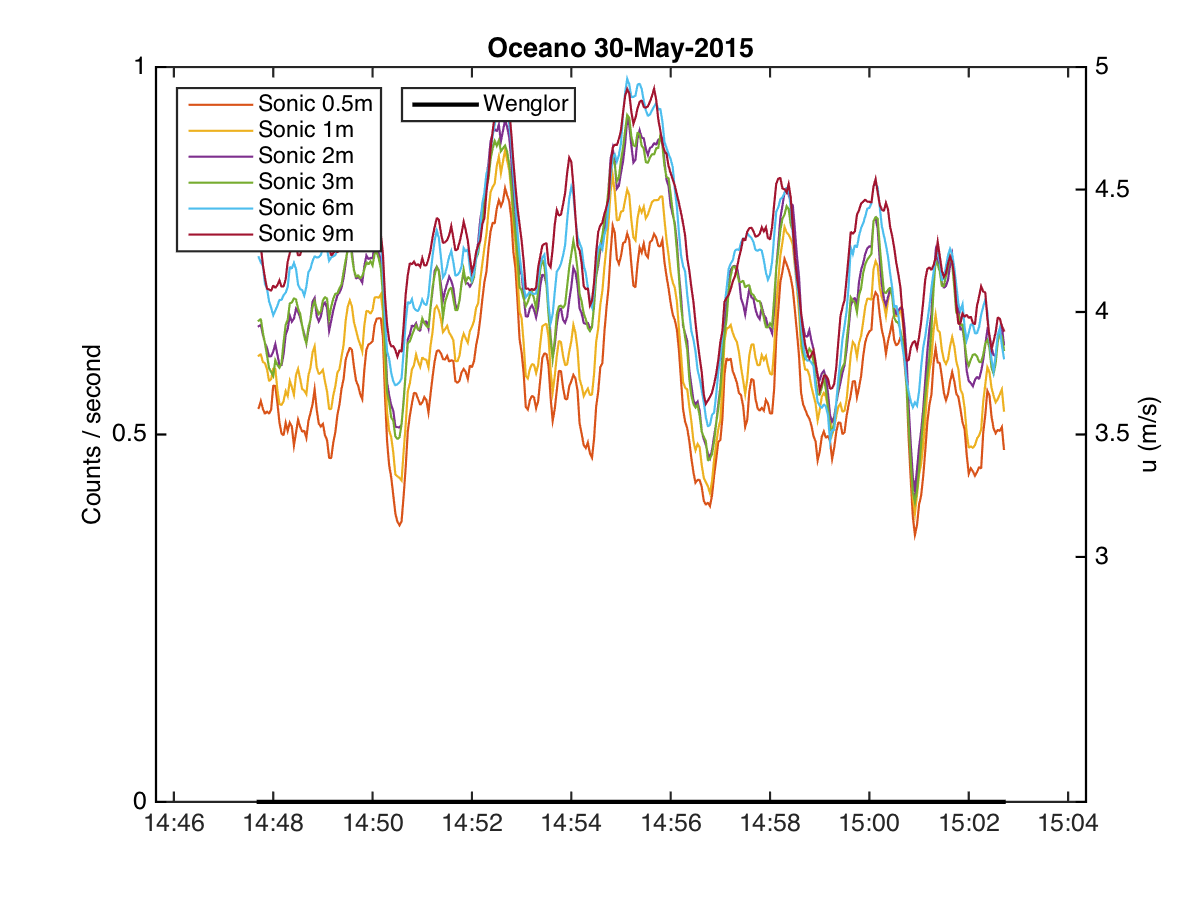 Oceano 30-May-2015
1
5
Sonic 0.5m
Wenglor
Sonic 1m
Sonic 2m
Sonic 3m
4.5
Sonic 6m
Sonic 9m
4
Counts / second
u (m/s)
0.5
3.5
3
0
14:46 14:48 14:50 14:52 14:54 14:56 14:58 15:00 15:02 15:04